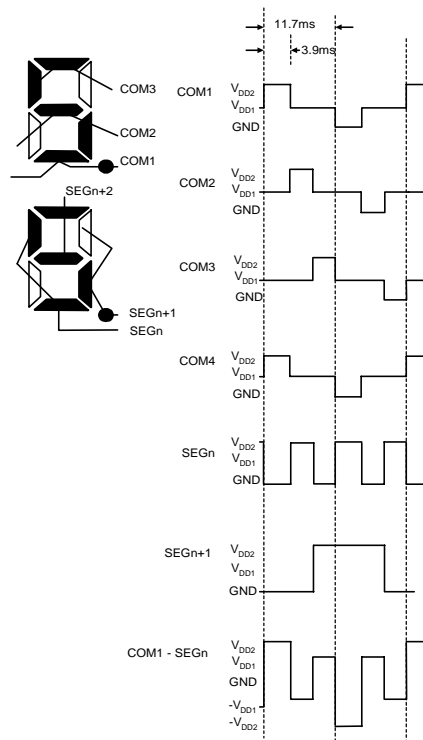 11.7ms
3.9ms
COM3
COM2
COM1
SEGn+2
SEGn+1
SEGn
COM1
VDD2
VDD1
GND
COM2
VDD2
VDD1
GND
COM3
VDD2
VDD1
GND
COM4
VDD2
VDD1
GND
SEGn
VDD2
VDD1
GND
SEGn+1
VDD2
VDD1
GND
COM1 - SEGn
VDD2
VDD1
GND
-VDD1
-VDD2